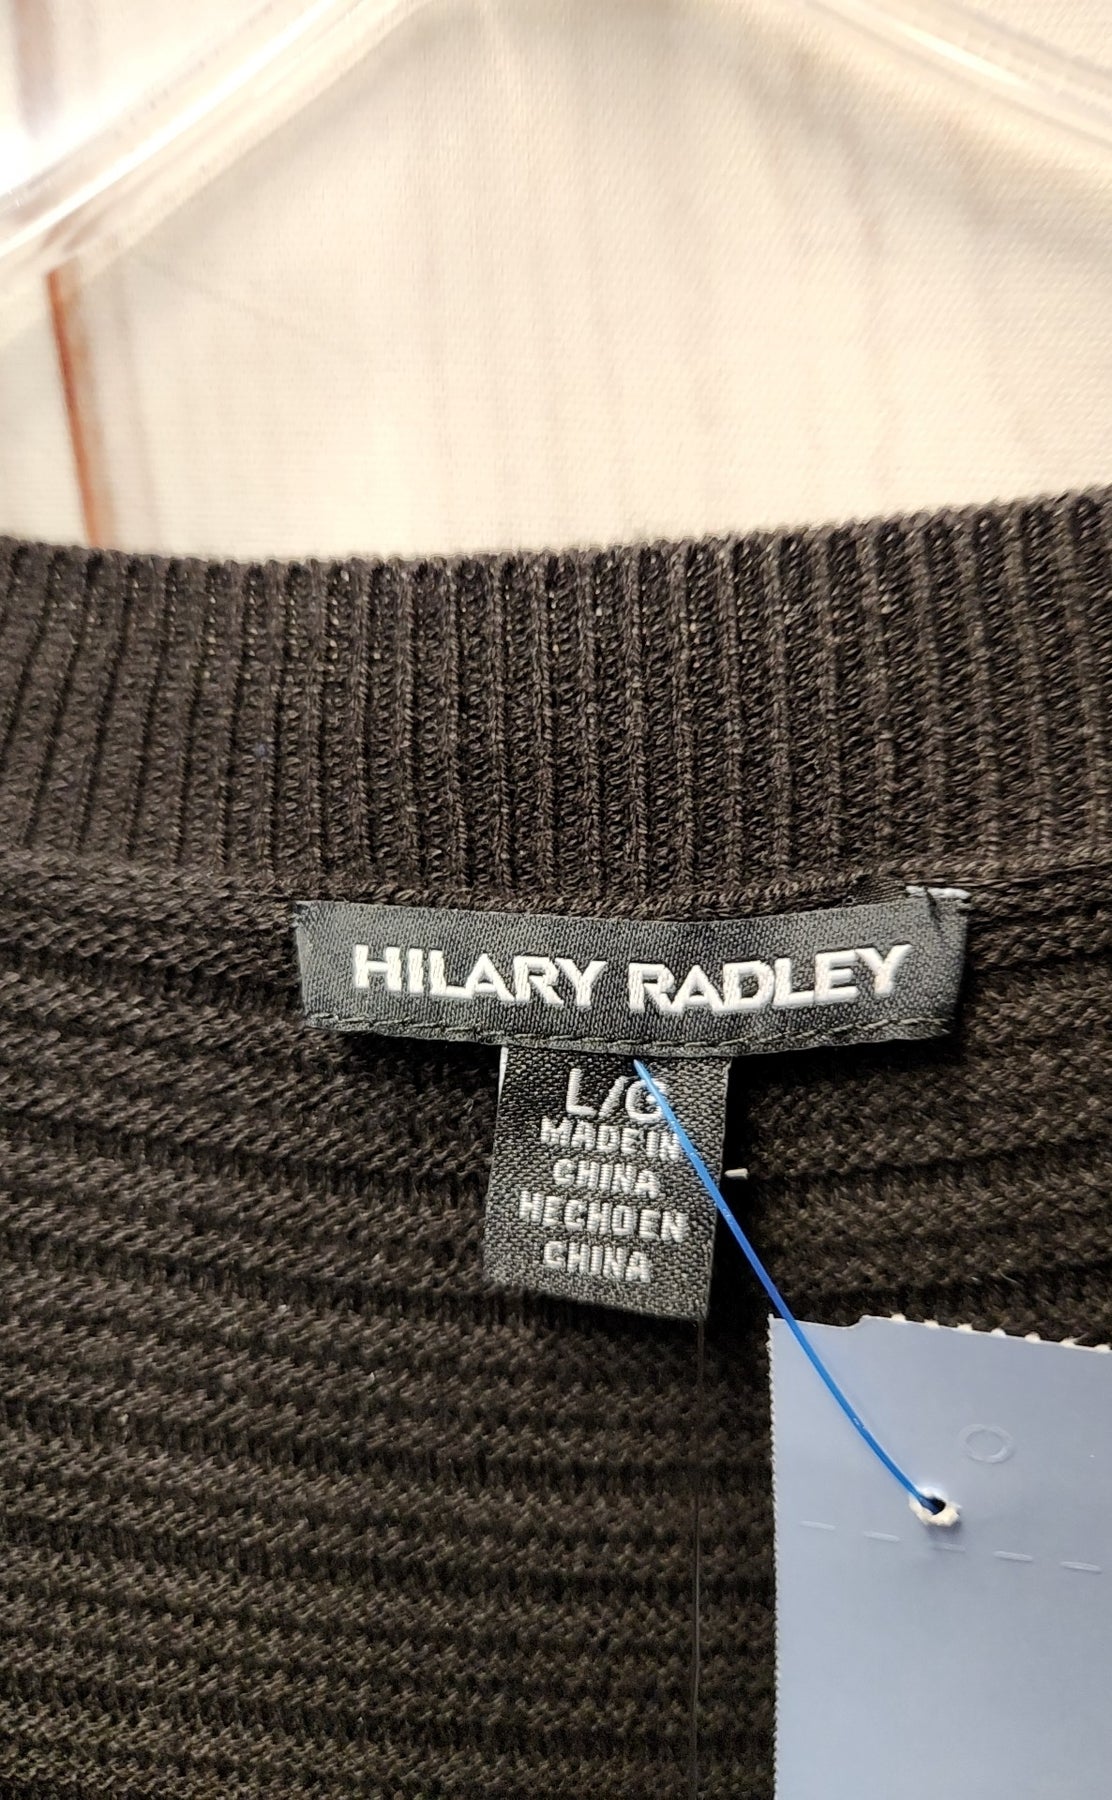 HILARY RADLEY
L/G
MADE IN
CHINA
HECHO EN
CHINA